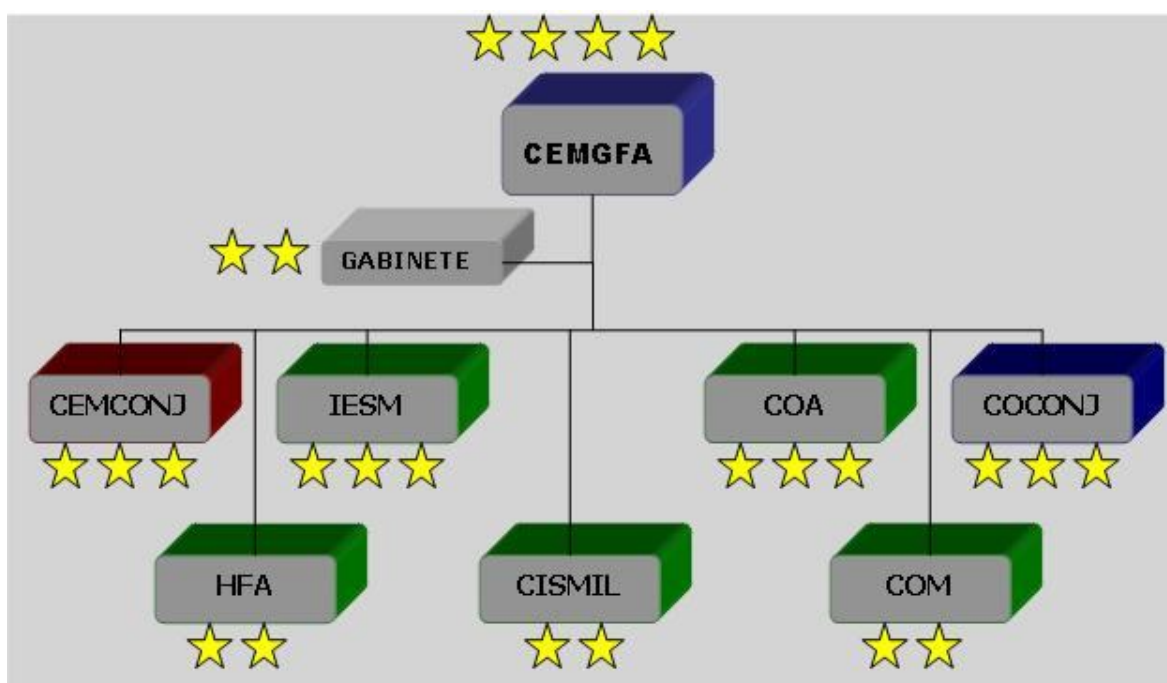 CEMGFA
GABINETE
CEMCONJ
IESM
COA
COCONJ
HFA
CISMIL
COM